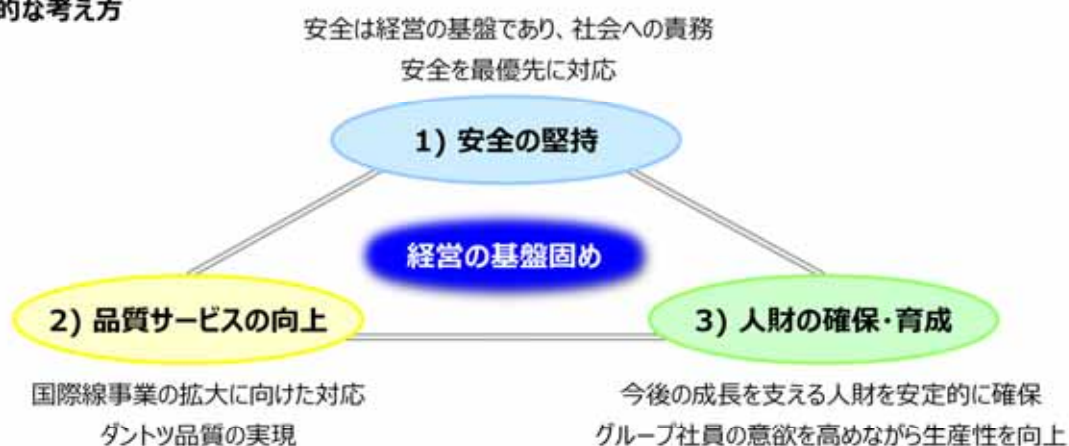 的な考え方
安全は経営の基盤であり、社会への責務
安全を最優先に対応
1) 安全の堅持
経営の基盤固め
2) 品質サービスの向上
3) 人財の確保・育成
国際線事業の拡大に向けた対応
ダントツ品質の実現
今後の成長を支える人財を安定的に確保
グループ社員の意欲を高めながら生産性を向上